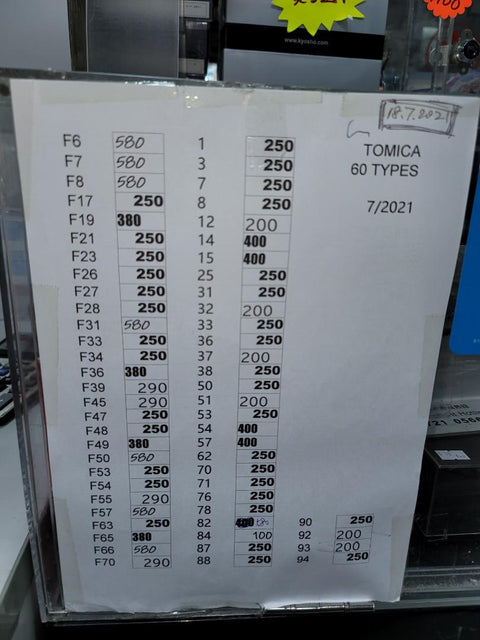 www.kyosho.com
18.7.2021
TOMICA
60 TYPES
7/2021
F6 580 1 250
F7 580 3 250
F8 580 7 250
F17 250 8 250
F19 380 12 200
F21 250 14 400
F23 250 15 400
F26 250 25 250
F27 250 31 250
F28 250 32 200
F31 580 33 250
F33 250 36 250
F34 250 37 200
F36 380 38 250
F39 290 50 250
F45 290 51 200
F47 250 53 250
F48 250 54 400
F49 380 57 400
F50 580 62 250
F53 250 70 250
F54 250 71 250
F55 290 76 250
F57 580 78 250
F63 250 82 400 90 250
F65 380 84 100 92 200
F66 580 87 250 93 200
F70 290 88 250 94 250